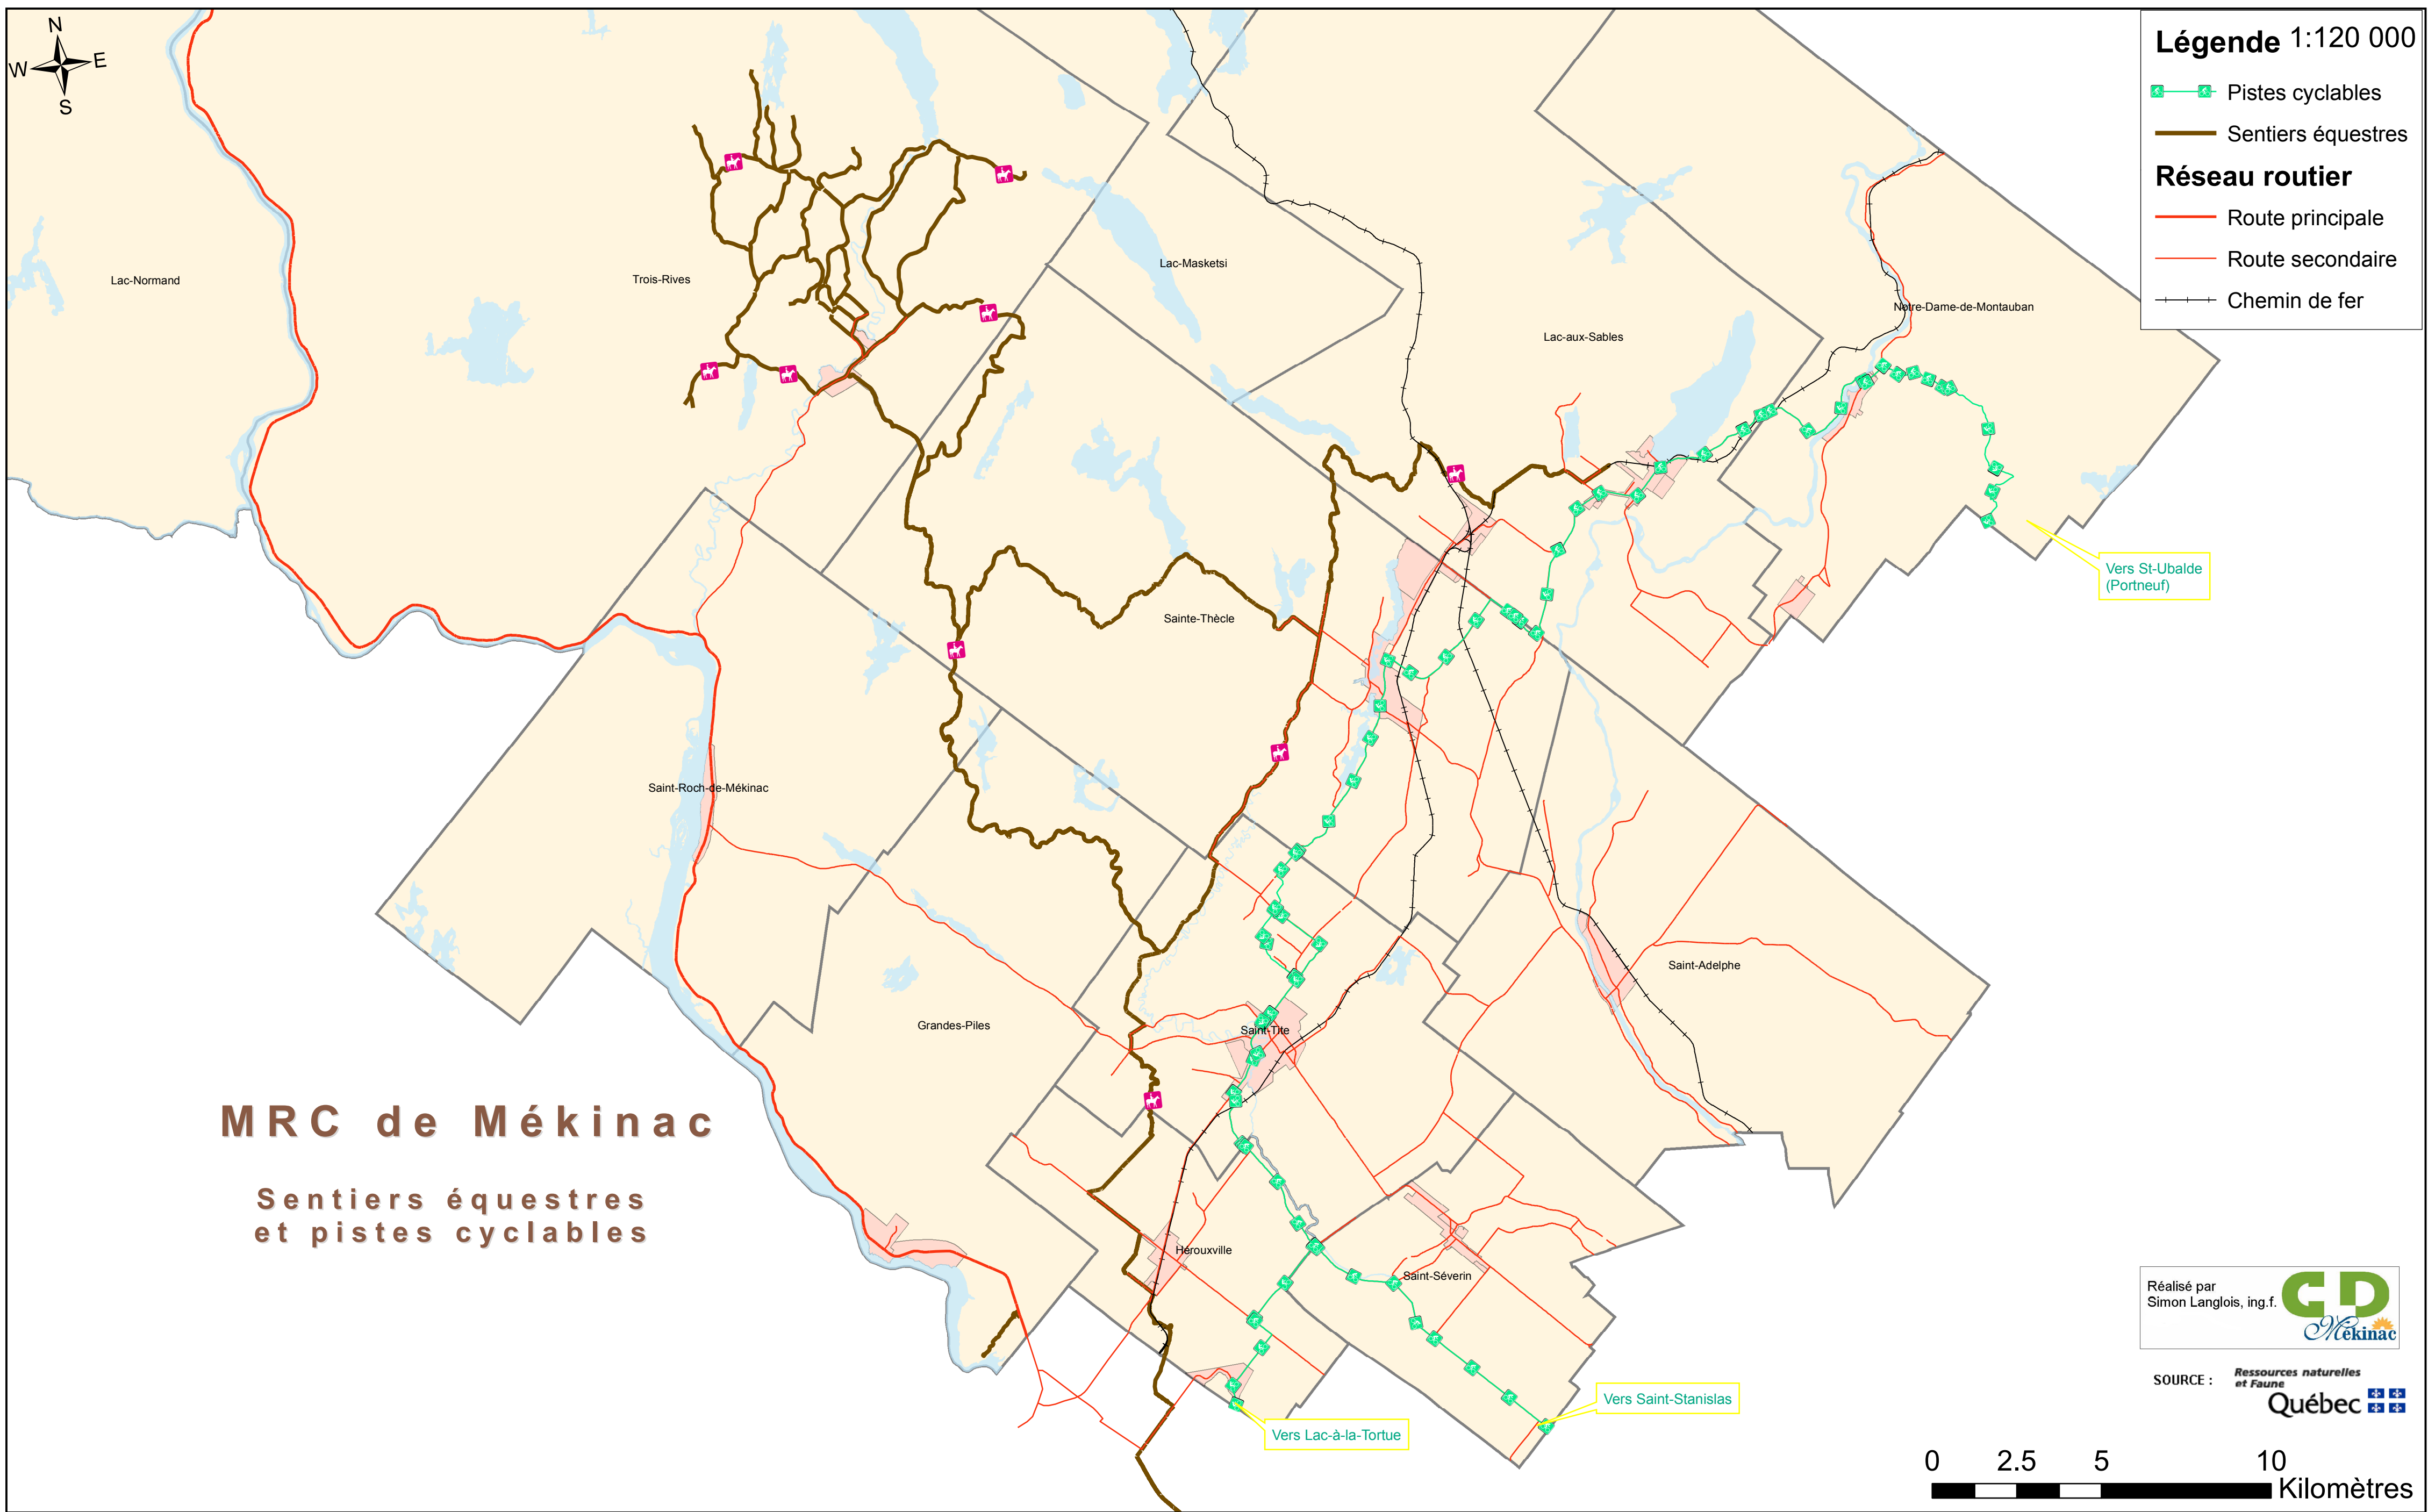 N
W
E
S
Légende 1:120 000
Pistes cyclables
Sentiers équestres
Réseau routier
Route principale
Route secondaire
Chemin de fer
Lac-Normand
Trois-Rives
Lac-Masketsi
Lac-aux-Sables
Notre-Dame-de-Montauban
Vers St-Ubalde
(Portneuf)
Sainte-Thècle
Saint-Roch-de-Mékinac
Saint-Adelphe
Grandes-Piles
Saint-Tite
MRC de Mékinac
Sentiers équestres
et pistes cyclables
Hérouxville
Saint-Séverin
Vers Saint-Stanislas
Vers Lac-à-la-Tortue
Réalisé par
Simon Langlois, ing.f.
CD
Mékinac
SOURCE :
Ressources naturelles
et Faune
Québec
0 2.5 5 10
Kilomètres